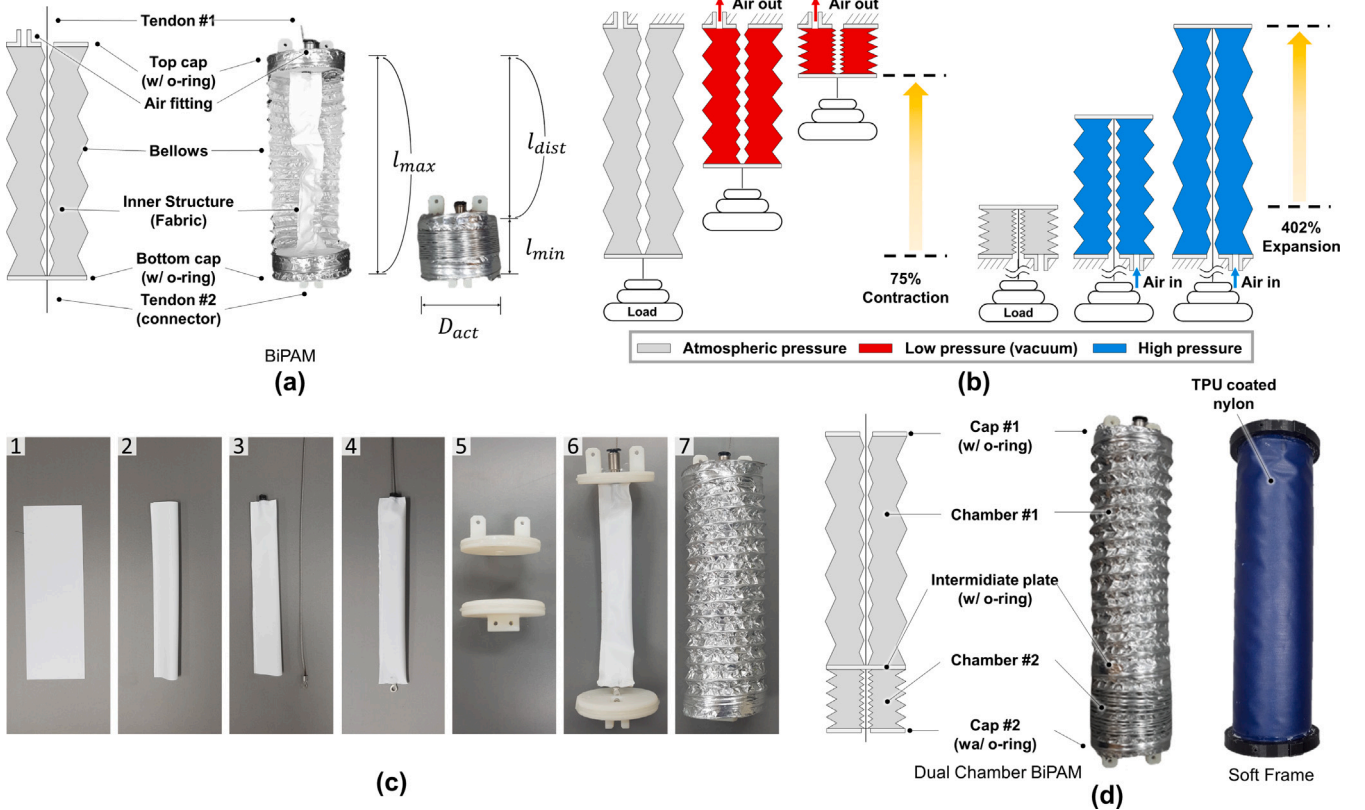 Tendon #1
Top cap
(w/ o-ring)
Air fitting
Bellows
Inner Structure
(Fabric)
Bottom cap
(w/ o-ring)
Tendon #2
(connector)
BiPAM
l_max
l_dist
l_min
D_act
(a)
Air out
Air out
Load
75%
Contraction
Air in
Air in
402%
Expansion
Atmospheric pressure
Low pressure (vacuum)
High pressure
(b)
1
2
3
4
5
6
7
(c)
Cap #1
(w/ o-ring)
Chamber #1
Intermidiate plate
(w/ o-ring)
Chamber #2
Cap #2
(wa/ o-ring)
Dual Chamber BiPAM
TPU coated
nylon
Soft Frame
(d)